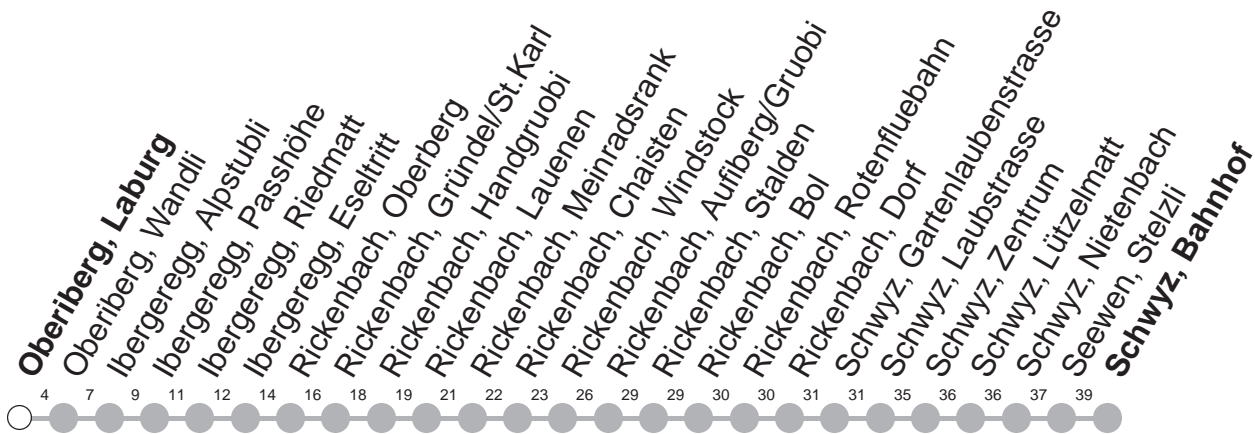 Oberiberg, Laburg
Oberiberg, Wandli
Ibergeregg, Alpstubli
Ibergeregg, Passhöhe
Ibergeregg, Riedmatt
Ibergeregg, Eseltritt
Rickenbach, Oberberg
Rickenbach, Gründel/St.Karl
Rickenbach, Handgruobi
Rickenbach, Lauenen
Rickenbach, Meinradsrank
Rickenbach, Chaisten
Rickenbach, Windstock
Rickenbach, Aufiberg/Gruobi
Rickenbach, Stalden
Rickenbach, Bol
Rickenbach, Rotenfluebahn
Rickenbach, Dorf
Schwyz, Gartenlaubenstrasse
Schwyz, Laubstrasse
Schwyz, Zentrum
Schwyz, Lützelmatt
Schwyz, Nietenbach
Seewen, Stelzli
Schwyz, Bahnhof
4 7 9 11 12 14 16 18 19 21 22 23 26 29 29 30 30 31 31 35 36 36 37 39